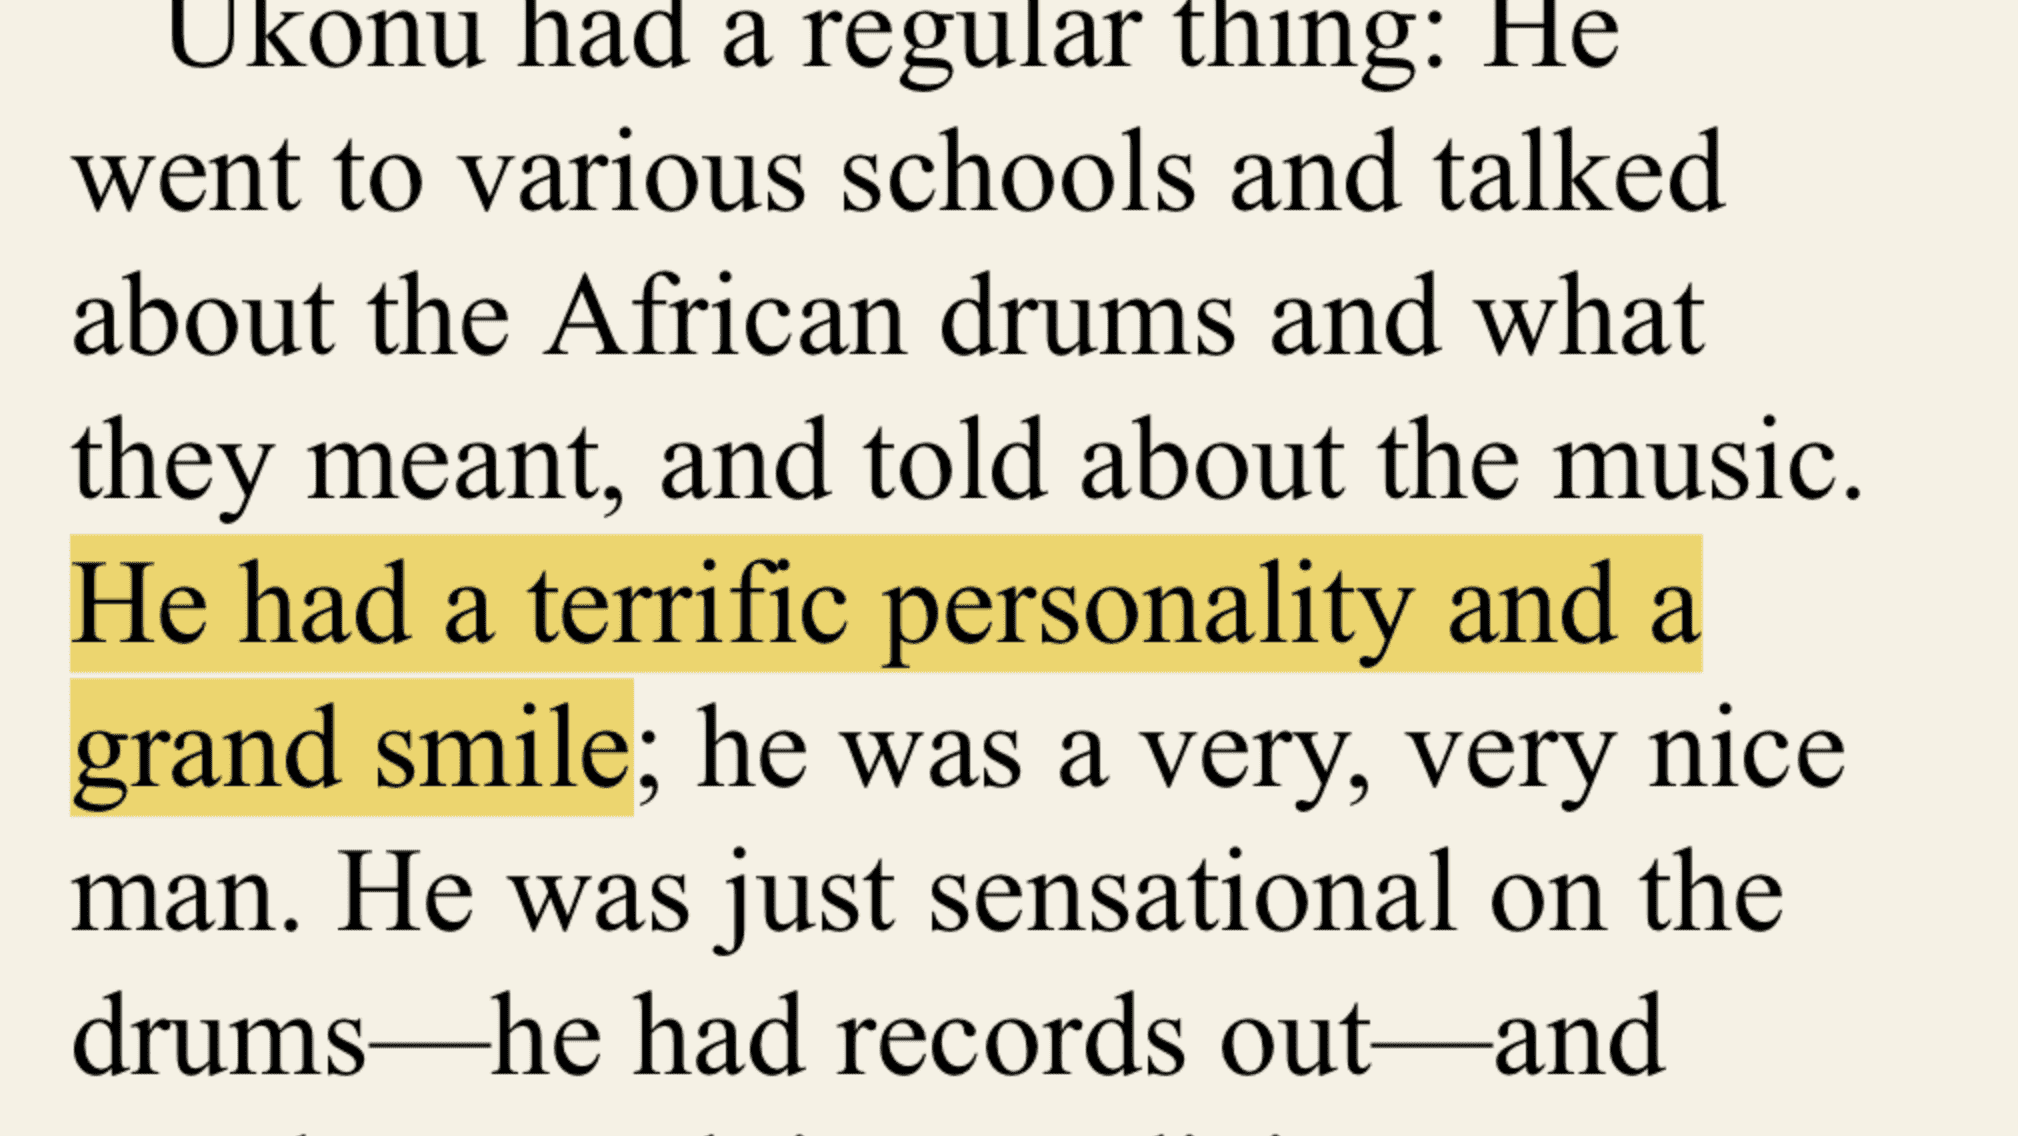 Ukonu had a regular thing: He
went to various schools and talked
about the African drums and what
they meant, and told about the music.
He had a terrific personality and a
grand smile; he was a very, very nice
man. He was just sensational on the
drums—he had records out—and